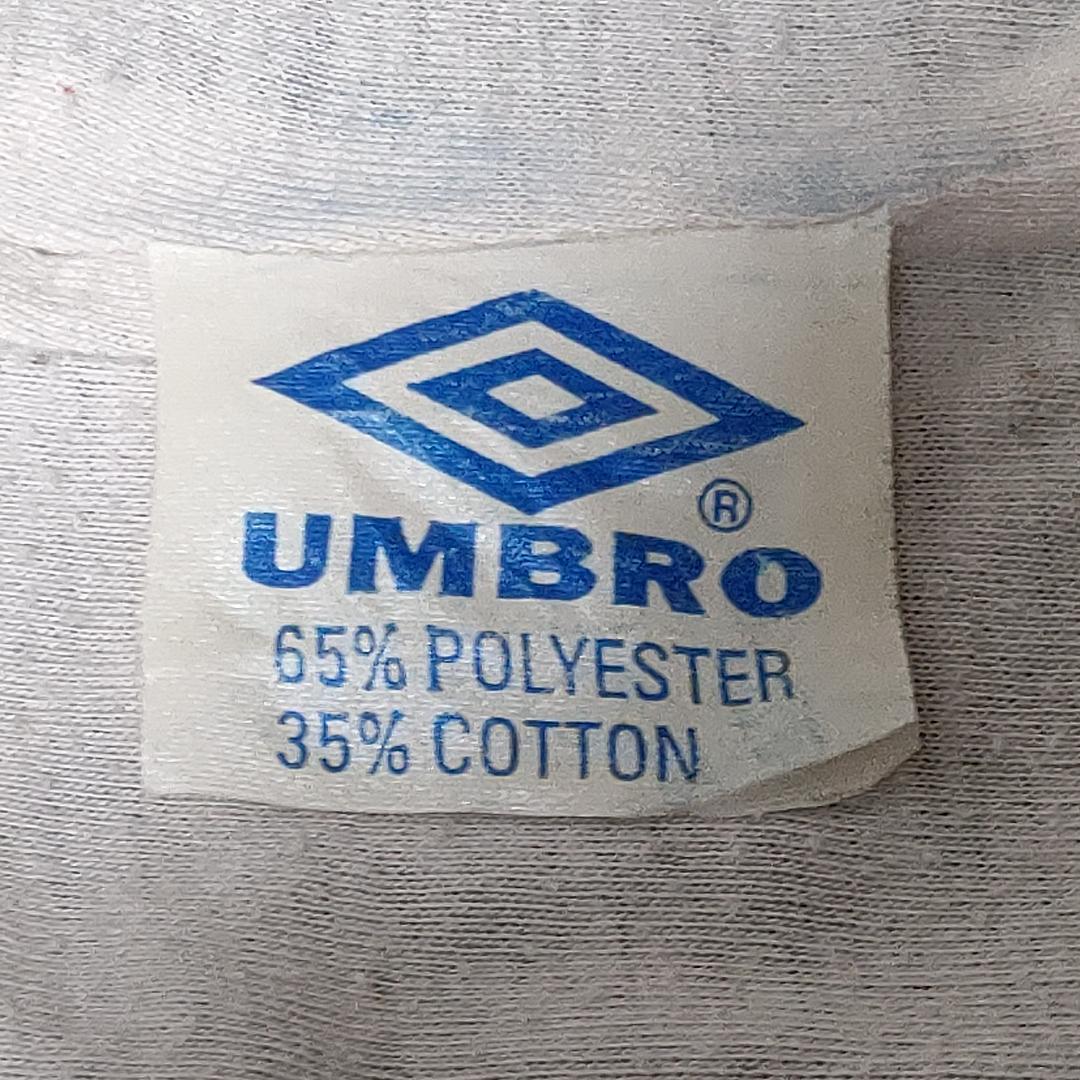 ®
UMBRO
65% POLYESTER
35% COTTON